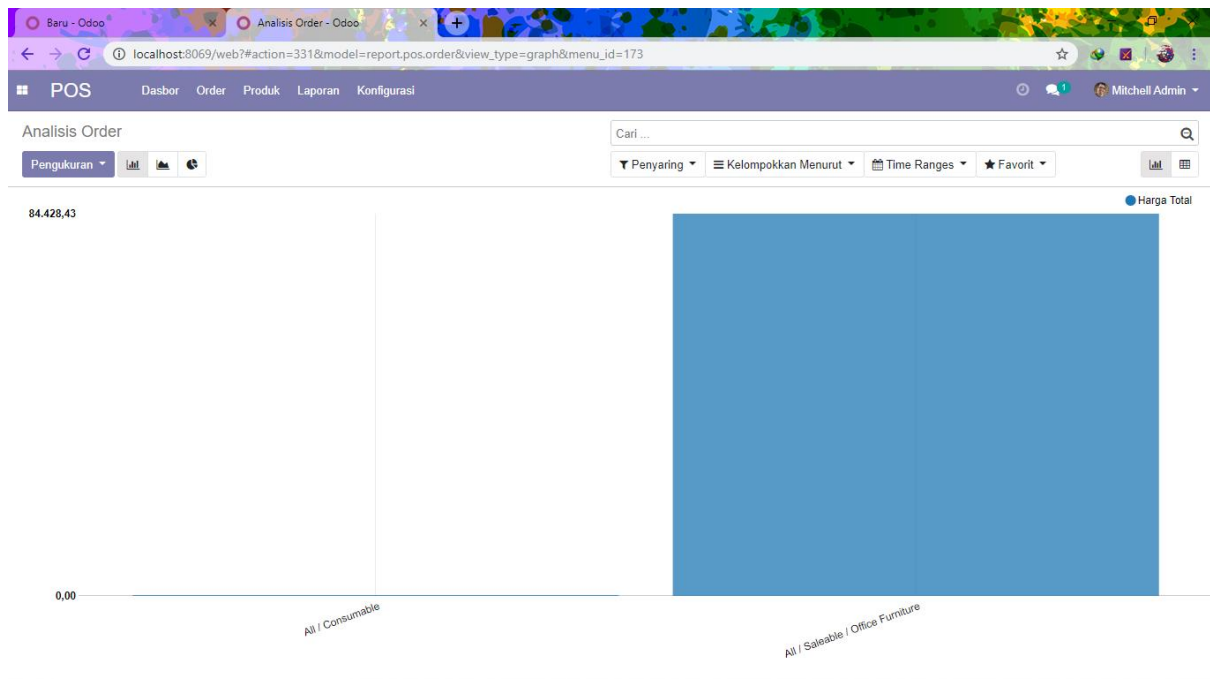 Baru - Odoo
Analisis Order - Odoo
localhost:8069/web?#action=331&model=report.pos.order&view_type=graph&menu_id=173
POS Dasbor Order Produk Laporan Konfigurasi 1 Mitchell Admin
Analisis Order
Cari ...
Pengukuran Penyaring Kelompokkan Menurut Time Ranges Favorit
Harga Total
84.428,43
0,00
All / Consumable
All / Saleable / Office Furniture